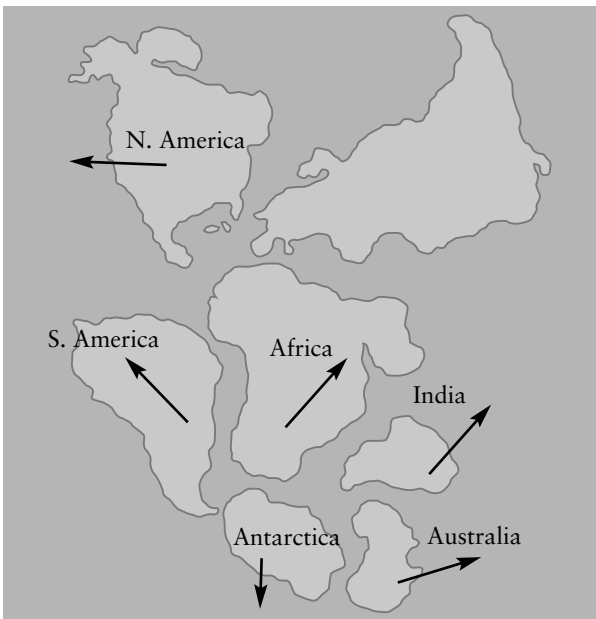 N. America
S. America
Africa
India
Antarctica
Australia